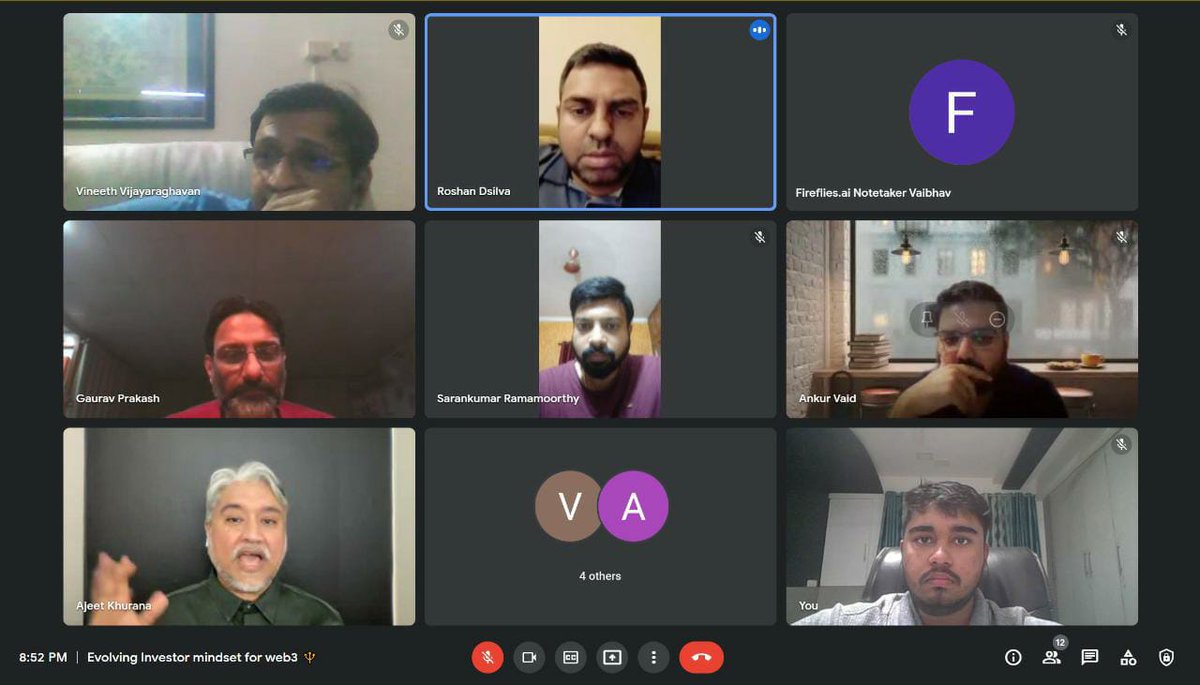 Vineeth Vijayaraghavan
Roshan Dsilva
F
Fireflies.ai Notetaker Vaibhav
Gaurav Prakash
Sarankumar Ramamoorthy
Ankur Vaid
Ajeet Khurana
V A
4 others
You
8:52 PM | Evolving Investor mindset for web3 🔱
CC
12